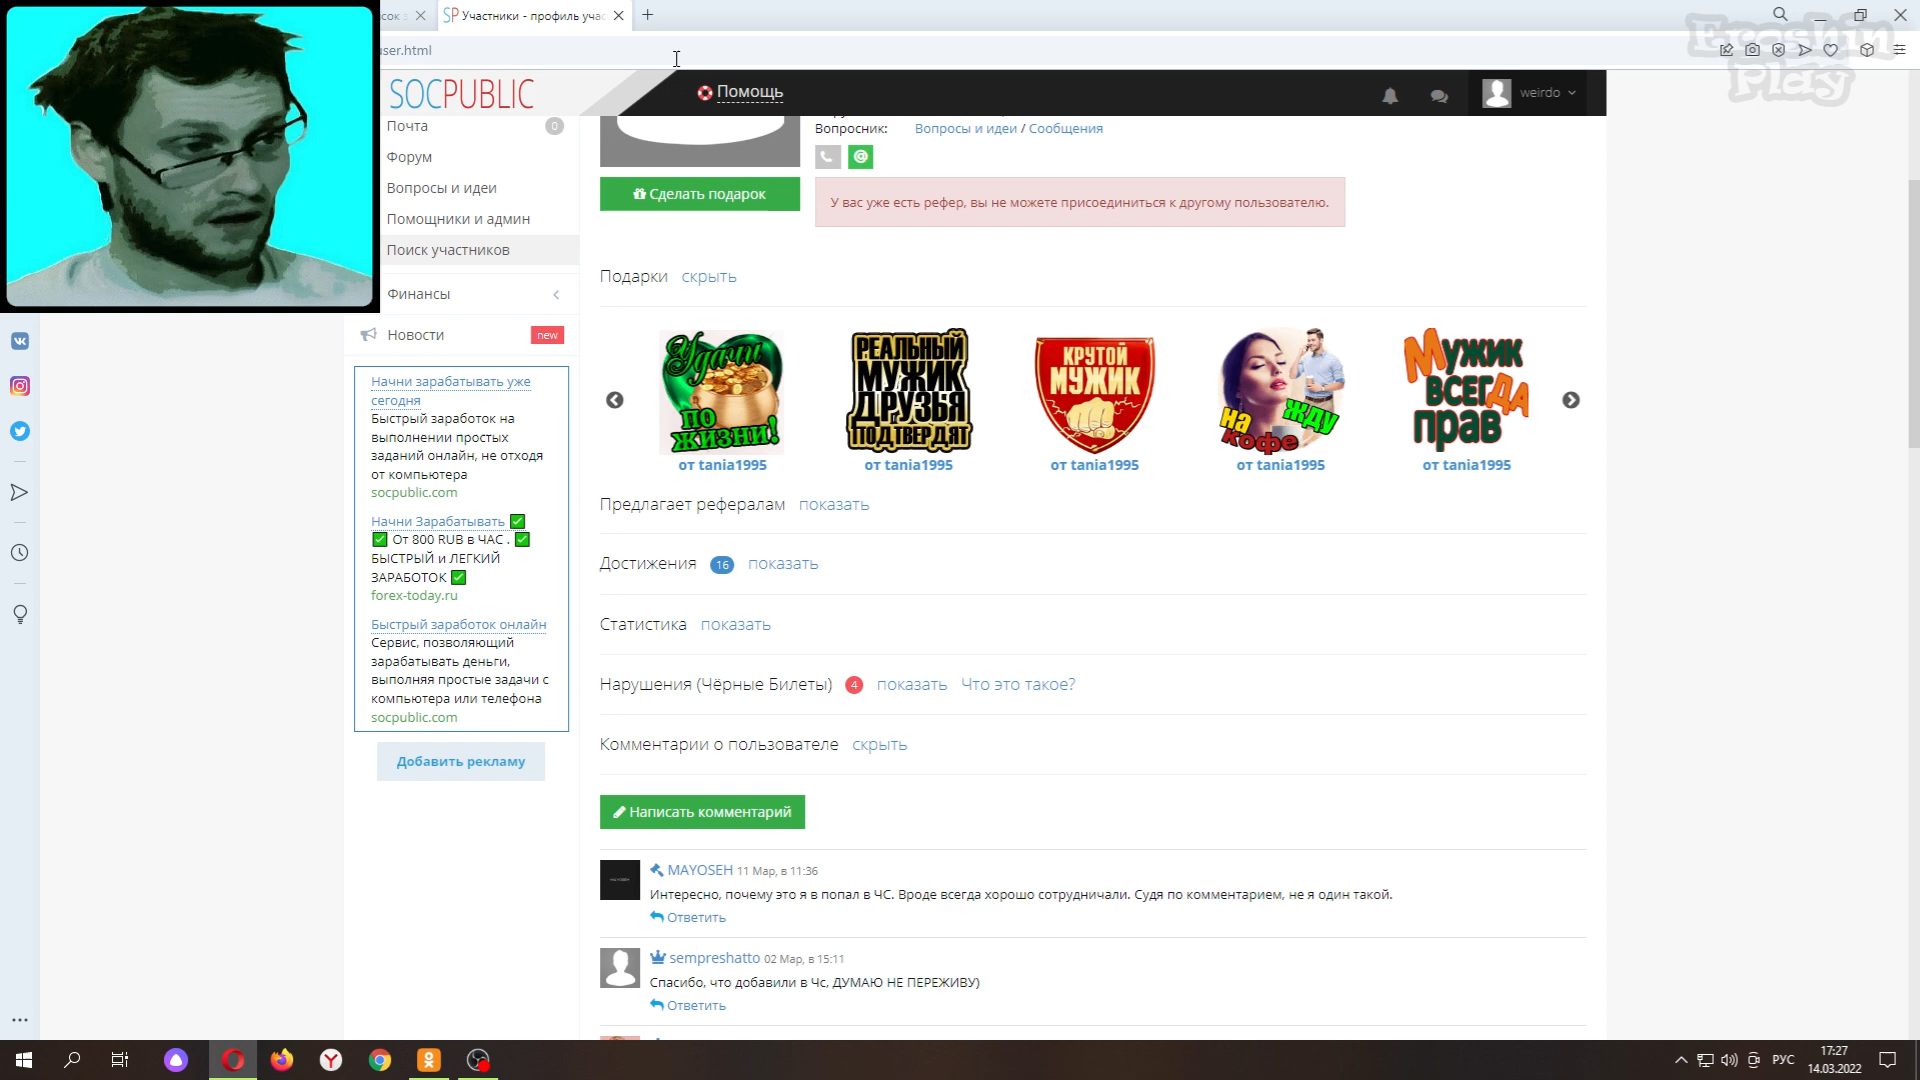 сок з
SP Участники - профиль учас
user.html
Eroshin
Play
SOCPUBLIC
Помощь
weirdo
Почта
0
Форум
Вопросы и идеи
Помощники и админ
Поиск участников
Финансы
Новости
new
Начни зарабатывать уже
сегодня
Быстрый заработок на
выполнении простых
заданий онлайн, не отходя
от компьютера
socpublic.com
Начни Зарабатывать ✅
✅ От 800 RUB в ЧАС . ✅
БЫСТРЫЙ и ЛЕГКИЙ
ЗАРАБОТОК ✅
forex-today.ru
Быстрый заработок онлайн
Сервис, позволяющий
зарабатывать деньги,
выполняя простые задачи с
компьютера или телефона
socpublic.com
Добавить рекламу
Вопросник: Вопросы и идеи / Сообщения
Сделать подарок
У вас уже есть рефер, вы не можете присоединиться к другому пользователю.
Подарки скрыть
Удачи
по
жизни!
РЕАЛЬНЫЙ
МУЖИК
ДРУЗЬЯ
ПОДТВЕРДЯТ
КРУТОЙ
МУЖИК
жду
на
кофе
Мужик
всегда
прав
от tania1995
от tania1995
от tania1995
от tania1995
от tania1995
Предлагает рефералам показать
Достижения 16 показать
Статистика показать
Нарушения (Чёрные Билеты) 4 показать Что это такое?
Комментарии о пользователе скрыть
Написать комментарий
MAYOSEH 11 Мар, в 11:36
Интересно, почему это я в попал в ЧС. Вроде всегда хорошо сотрудничали. Судя по комментарием, не я один такой.
Ответить
sempreshatto 02 Мар, в 15:11
Спасибо, что добавили в Чс, ДУМАЮ НЕ ПЕРЕЖИВУ)
Ответить
РУС
17:27
14.03.2022